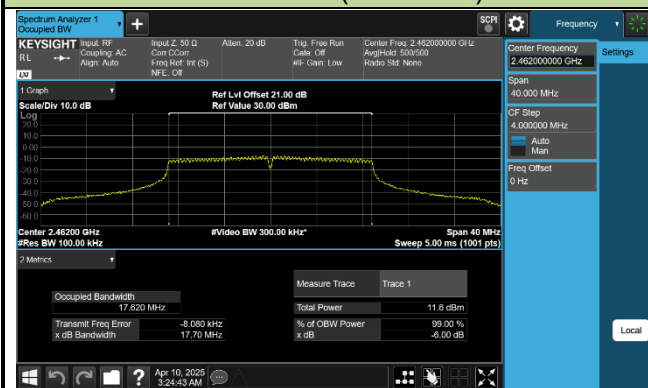 Spectrum Analyzer 1
Occupied BW
SCPI
Frequency
KEYSIGHT
Input: RF
Coupling: AC
Align: Auto
Input Z: 50 Ω
Corr CCorr
Freq Ref: Int (S)
NFE: Off
Atten: 20 dB
Trig: Free Run
Gate: Off
#IF Gain: Low
Center Freq: 2.462000000 GHz
Avg|Hold: 500/500
Radio Std: None
RL
LXI
Center Frequency
2.462000000 GHz
Settings
Span
40.000 MHz
CF Step
4.000000 MHz
Auto
Man
Freq Offset
0 Hz
1 Graph
Scale/Div 10.0 dB
Ref Lvl Offset 21.00 dB
Ref Value 30.00 dBm
Log
20.0
10.0
0.00
-10.0
-20.0
-30.0
-40.0
-50.0
-60.0
Center 2.46200 GHz
#Res BW 100.00 kHz
#Video BW 300.00 kHz*
Span 40 MHz
Sweep 5.00 ms (1001 pts)
2 Metrics
Measure Trace
Trace 1
Occupied Bandwidth
17.620 MHz
Total Power
11.6 dBm
Transmit Freq Error
-8.080 kHz
% of OBW Power
99.00 %
x dB Bandwidth
17.70 MHz
x dB
-6.00 dB
Local
?
Apr 10, 2025
3:24:43 AM